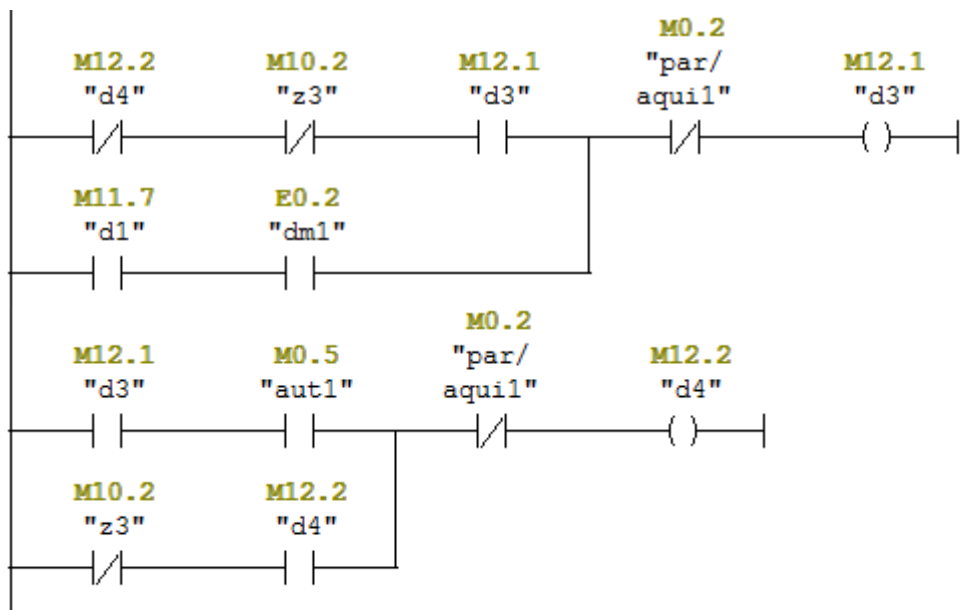 M0.2
M12.2 M10.2 M12.1 "par/ M12.1
"d4" "z3" "d3" aqui1" "d3"
M11.7 E0.2
"d1" "dm1"
M0.2
M12.1 M0.5 "par/ M12.2
"d3" "aut1" aqui1" "d4"
M10.2 M12.2
"z3" "d4"